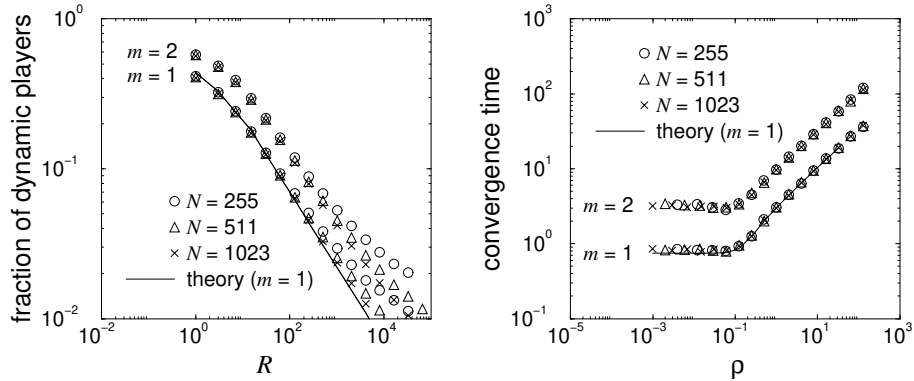 fraction of dynamic players
10^0
10^-1
10^-2
m = 2
m = 1
○ N = 255
△ N = 511
× N = 1023
— theory (m = 1)
10^-2 10^0 10^2 10^4
R
convergence time
10^3
10^2
10^1
10^0
10^-1
○ N = 255
△ N = 511
× N = 1023
— theory (m = 1)
m = 2
m = 1
10^-5 10^-3 10^-1 10^1 10^3
ρ